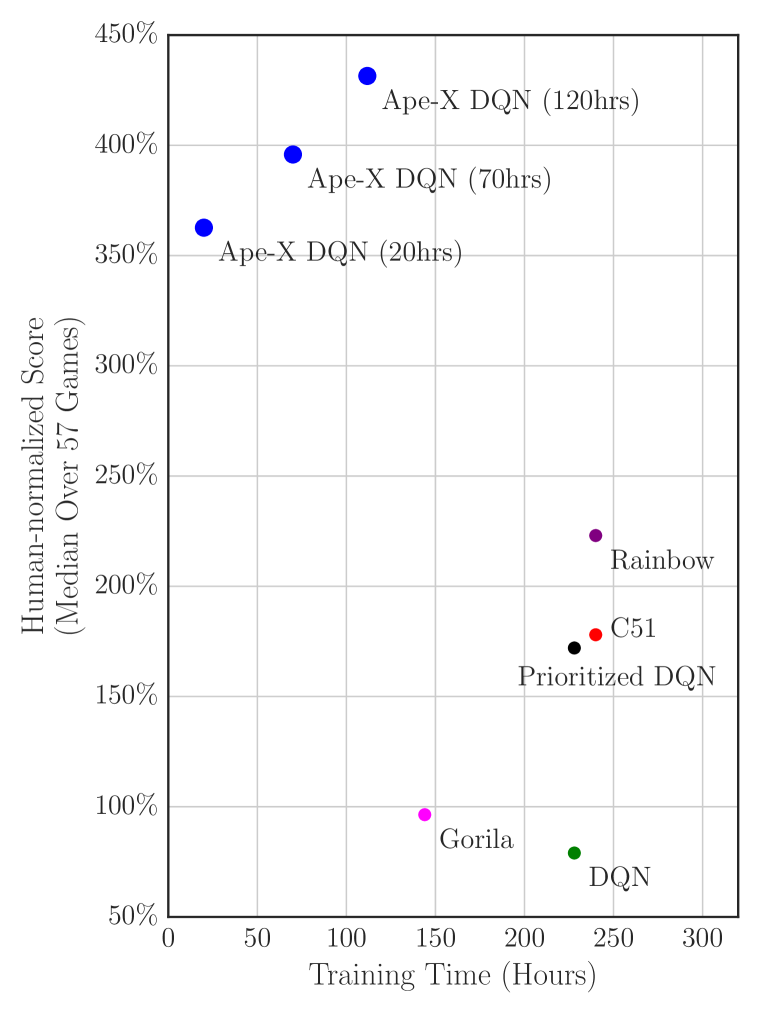 450%
Ape-X DQN (120hrs)
400%
Ape-X DQN (70hrs)
350%
Ape-X DQN (20hrs)
300%
Human-normalized Score
(Median Over 57 Games)
250%
Rainbow
200%
C51
Prioritized DQN
150%
100%
Gorila
DQN
50%
0 50 100 150 200 250 300
Training Time (Hours)